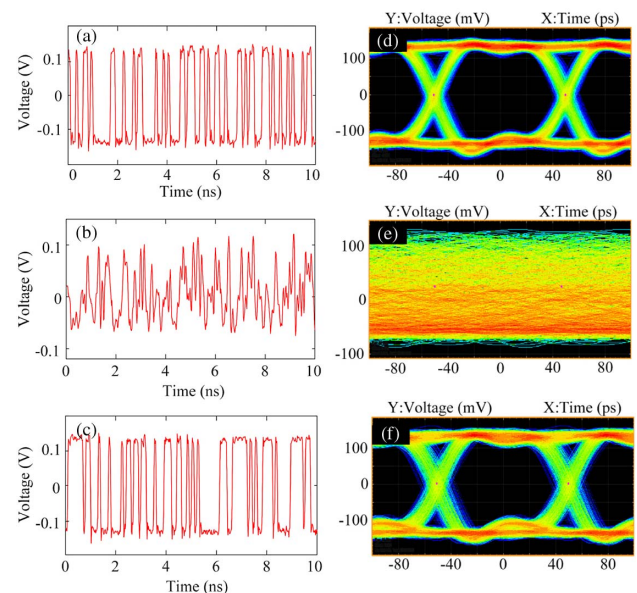 (a)
Voltage (V)
0.1
0
-0.1
0 2 4 6 8 10
Time (ns)
Y:Voltage (mV) X:Time (ps)
(d)
100
0
-100
-80 -40 0 40 80
(b)
Voltage (V)
0.1
0
-0.1
0 2 4 6 8 10
Time (ns)
Y:Voltage (mV) X:Time (ps)
(e)
100
0
-100
-80 -40 0 40 80
(c)
Voltage (V)
0.1
0
-0.1
0 2 4 6 8 10
Time (ns)
Y:Voltage (mV) X:Time (ps)
(f)
100
0
-100
-80 -40 0 40 80